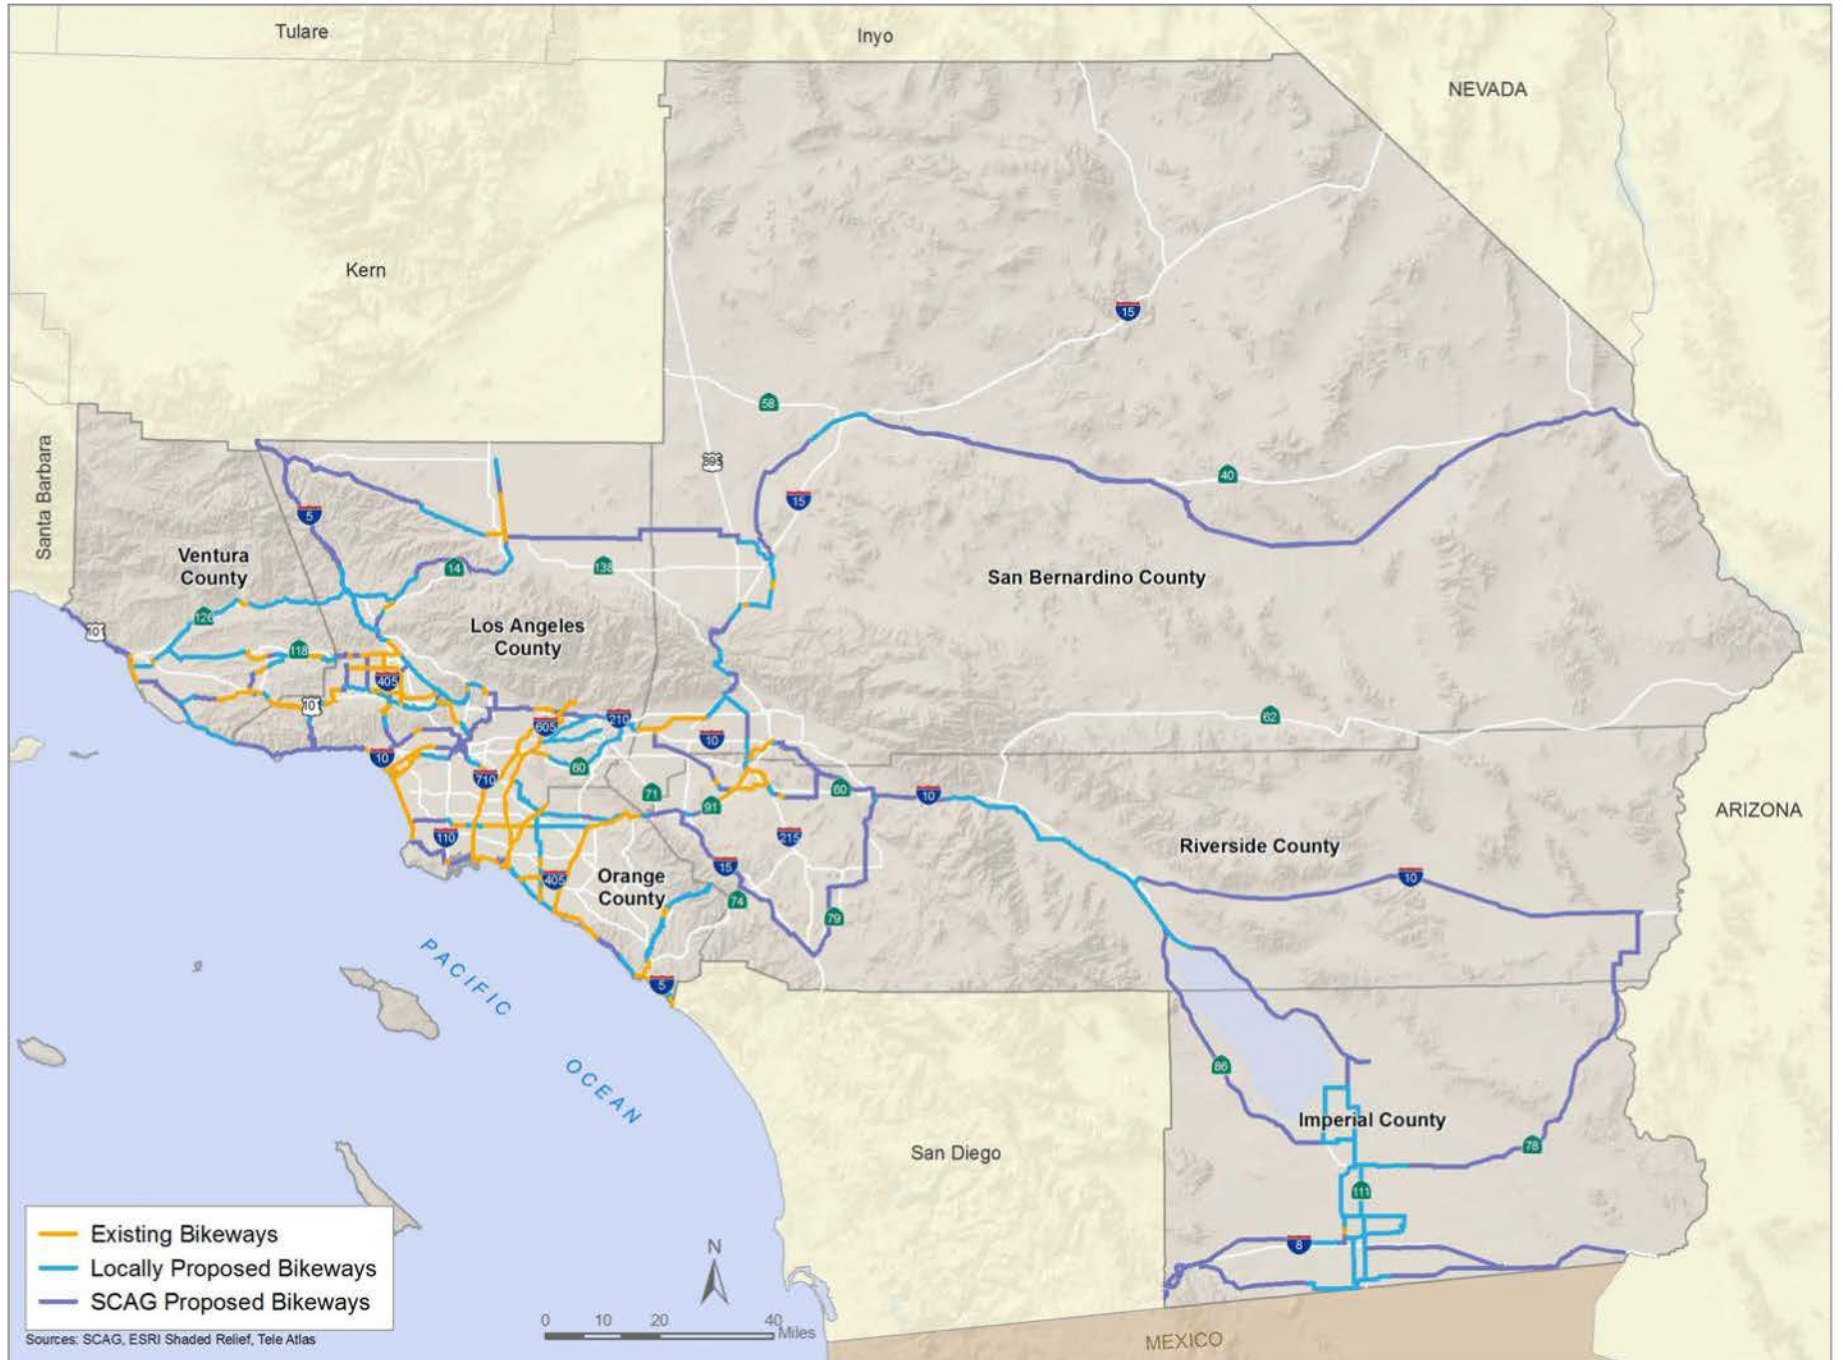 Tulare
Inyo
NEVADA
Kern
15
58
395
40
15
Santa Barbara
5
Ventura
County
14
138
San Bernardino County
126
101
Los Angeles
County
118
405
101
605
210
62
10
10
60
710
71
91
60
10
ARIZONA
110
215
Riverside County
15
405
Orange
County
74
10
79
PACIFIC
5
OCEAN
86
Imperial County
San Diego
78
111
Existing Bikeways
8
Locally Proposed Bikeways
N
SCAG Proposed Bikeways
0 10 20 40
Miles
Sources: SCAG, ESRI Shaded Relief, Tele Atlas
MEXICO